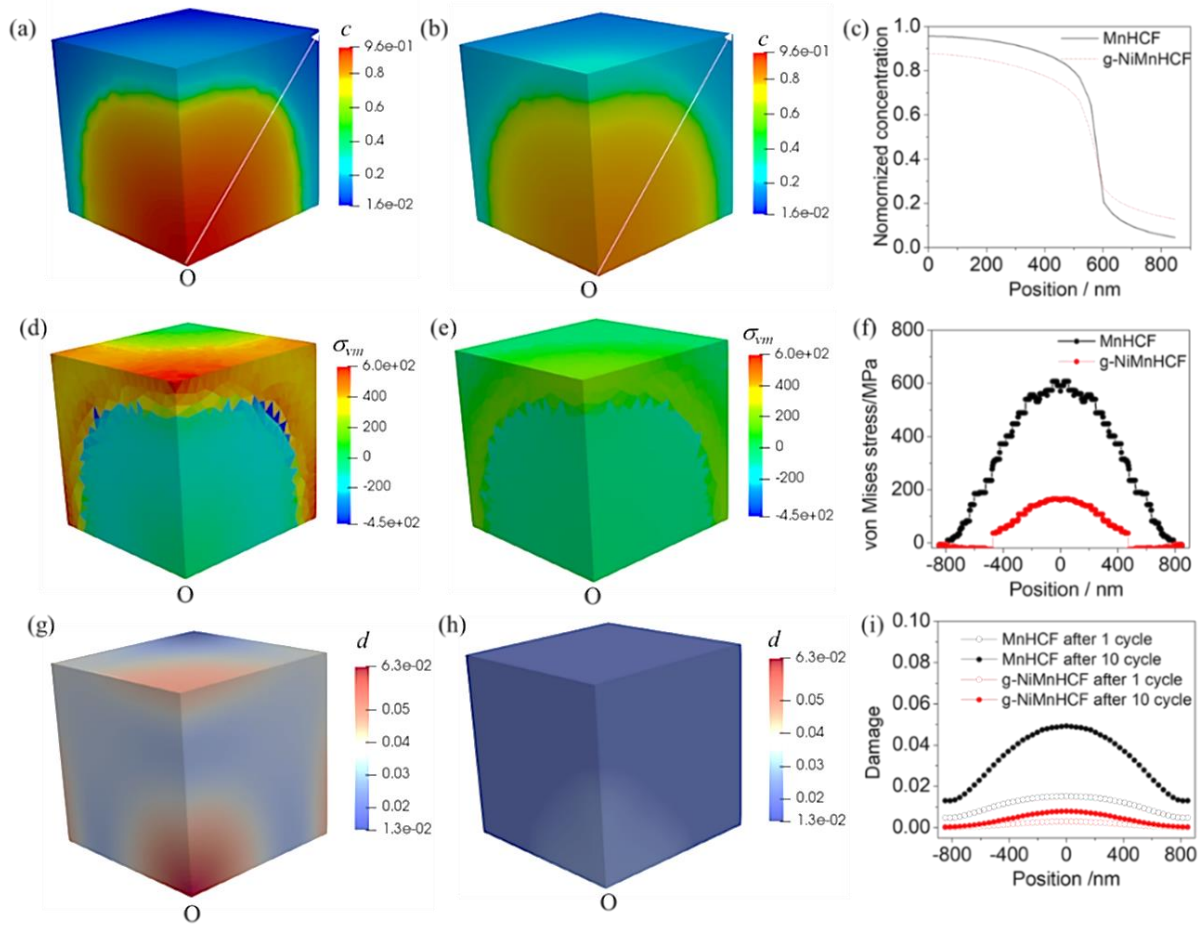 (a)
c
9.6e-01
0.8
0.6
0.4
0.2
1.6e-02
O
(b)
c
9.6e-01
0.8
0.6
0.4
0.2
1.6e-02
O
(c)
1.0
0.8
0.6
0.4
0.2
0.0
Nomornized concentration
MnHCF
g-NiMnHCF
0 200 400 600 800
Position / nm
(d)
σvm
6.0e+02
400
200
0
-200
-4.5e+02
O
(e)
σvm
6.0e+02
400
200
0
-200
-4.5e+02
O
(f)
800
600
400
200
0
von Mises stress/MPa
MnHCF
g-NiMnHCF
-800 -400 0 400 800
Position / nm
(g)
d
6.3e-02
0.05
0.04
0.03
0.02
1.3e-02
O
(h)
d
6.3e-02
0.05
0.04
0.03
0.02
1.3e-02
O
(i)
0.10
0.08
0.06
0.04
0.02
0.00
Damage
MnHCF after 1 cycle
MnHCF after 10 cycle
g-NiMnHCF after 1 cycle
g-NiMnHCF after 10 cycle
-800 -400 0 400 800
Position /nm